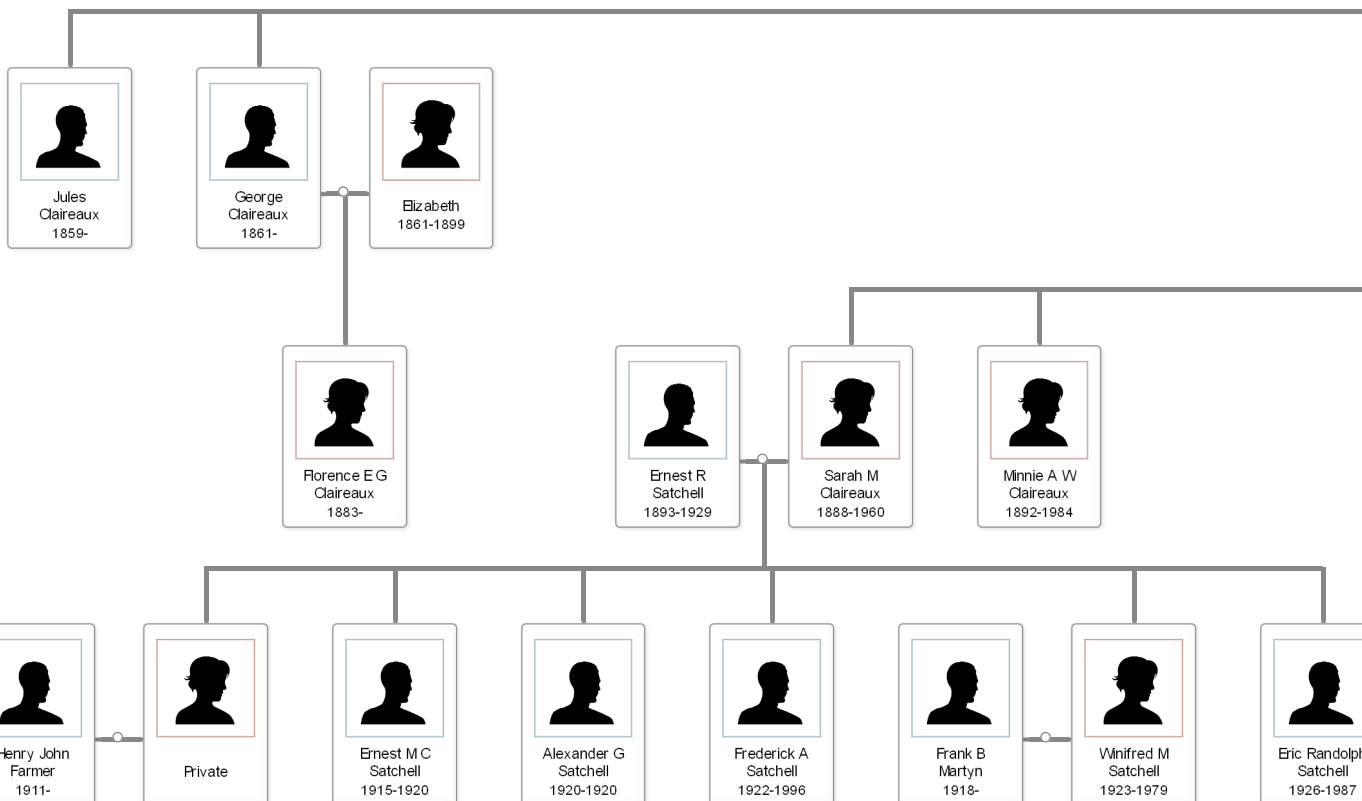 Jules
Claireaux
1859-
George
Claireaux
1861-
Elizabeth
1861-1899
Florence E G
Claireaux
1883-
Ernest R
Satchell
1893-1929
Sarah M
Claireaux
1888-1960
Minnie A W
Claireaux
1892-1984
Henry John
Farmer
1911-
Private
Ernest M C
Satchell
1915-1920
Alexander G
Satchell
1920-1920
Frederick A
Satchell
1922-1996
Frank B
Martyn
1918-
Winifred M
Satchell
1923-1979
Eric Randolph
Satchell
1926-1987